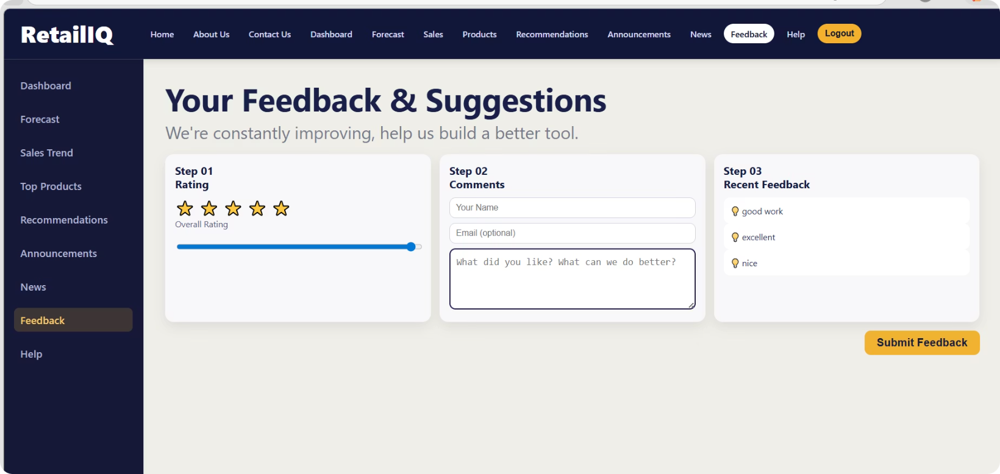 RetailIQ
Home About Us Contact Us Dashboard Forecast Sales Products Recommendations Announcements News Feedback Help Logout
Dashboard
Forecast
Sales Trend
Top Products
Recommendations
Announcements
News
Feedback
Help
Your Feedback & Suggestions
We're constantly improving, help us build a better tool.
Step 01
Rating
Overall Rating
Step 02
Comments
Your Name
Email (optional)
What did you like? What can we do better?
Step 03
Recent Feedback
good work
excellent
nice
Submit Feedback